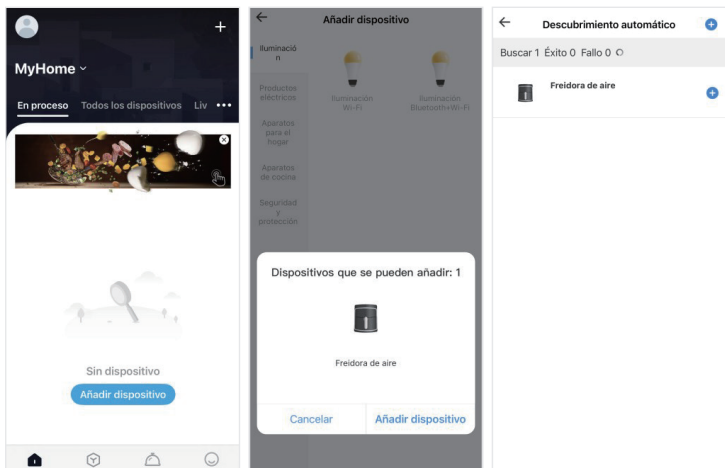 MyHome
En proceso Todos los dispositivos Liv
Sin dispositivo
Añadir dispositivo
Añadir dispositivo
Iluminació
n
Productos
eléctricos
Aparatos
para el
hogar
Aparatos
de cocina
Seguridad
y
protección
Iluminación
Wi-Fi
Iluminación
Bluetooth+Wi-Fi
Dispositivos que se pueden añadir: 1
Freidora de aire
Cancelar Añadir dispositivo
Descubrimiento automático
Buscar 1 Éxito 0 Fallo 0
Freidora de aire